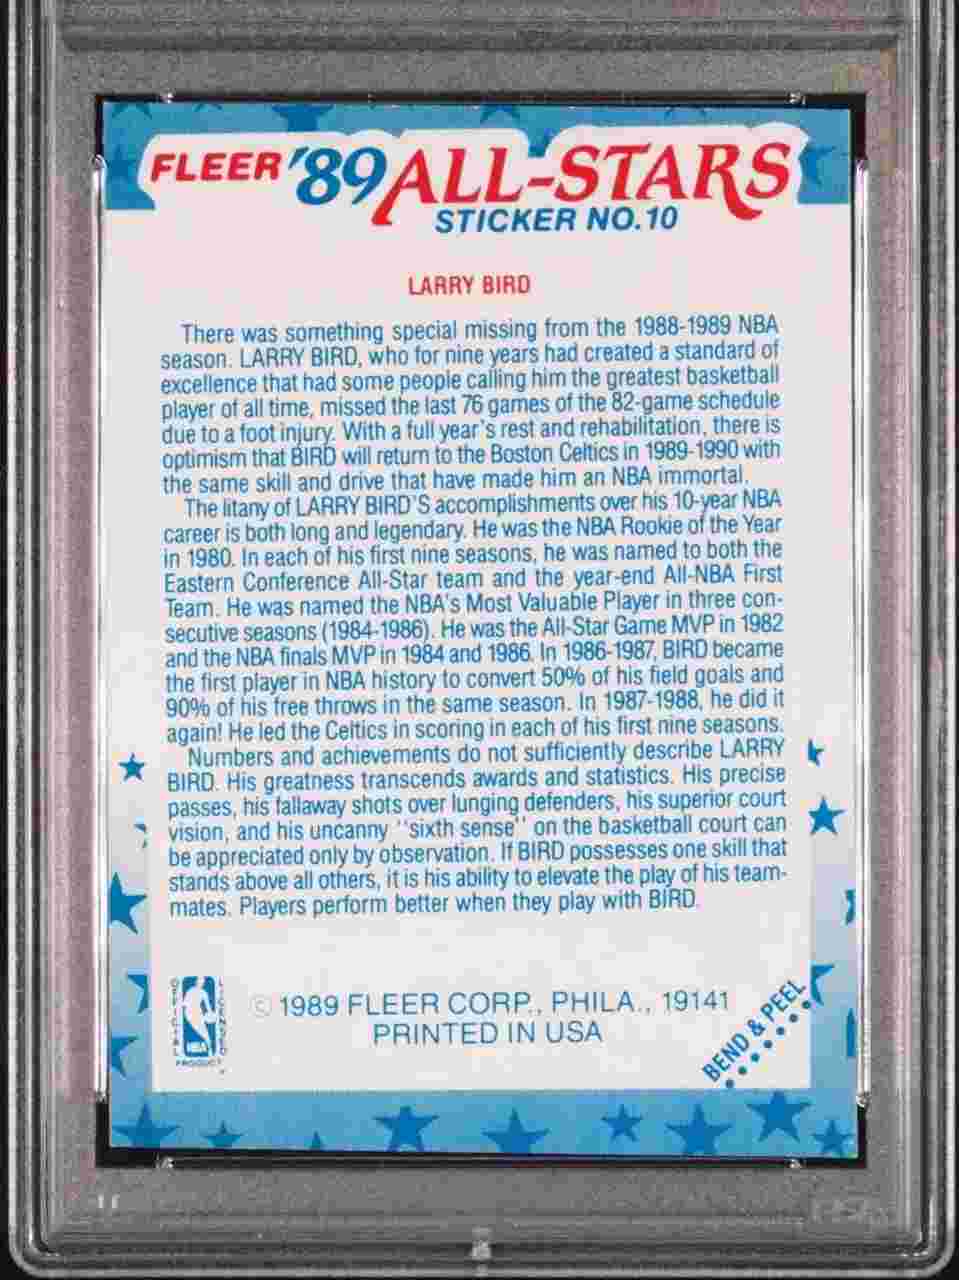 FLEER '89 ALL-STARS
STICKER NO. 10
LARRY BIRD
There was something special missing from the 1988-1989 NBA
season. LARRY BIRD, who for nine years had created a standard of
excellence that had some people calling him the greatest basketball
player of all time, missed the last 76 games of the 82-game schedule
due to a foot injury. With a full year's rest and rehabilitation, there is
optimism that BIRD will return to the Boston Celtics in 1989-1990 with
the same skill and drive that have made him an NBA immortal.
The litany of LARRY BIRD'S accomplishments over his 10-year NBA
career is both long and legendary. He was the NBA Rookie of the Year
in 1980. In each of his first nine seasons, he was named to both the
Eastern Conference All-Star team and the year-end All-NBA First
Team. He was named the NBA's Most Valuable Player in three con-
secutive seasons (1984-1986). He was the All-Star Game MVP in 1982
and the NBA finals MVP in 1984 and 1986. In 1986-1987, BIRD became
the first player in NBA history to convert 50% of his field goals and
90% of his free throws in the same season. In 1987-1988, he did it
again! He led the Celtics in scoring in each of his first nine seasons.
Numbers and achievements do not sufficiently describe LARRY
BIRD. His greatness transcends awards and statistics. His precise
passes, his fallaway shots over lunging defenders, his superior court
vision, and his uncanny "sixth sense" on the basketball court can
be appreciated only by observation. If BIRD possesses one skill that
stands above all others, it is his ability to elevate the play of his team-
mates. Players perform better when they play with BIRD.
OFFICIAL NBA LICENSED
PRODUCT
© 1989 FLEER CORP., PHILA., 19141
PRINTED IN USA
BEND & PEEL